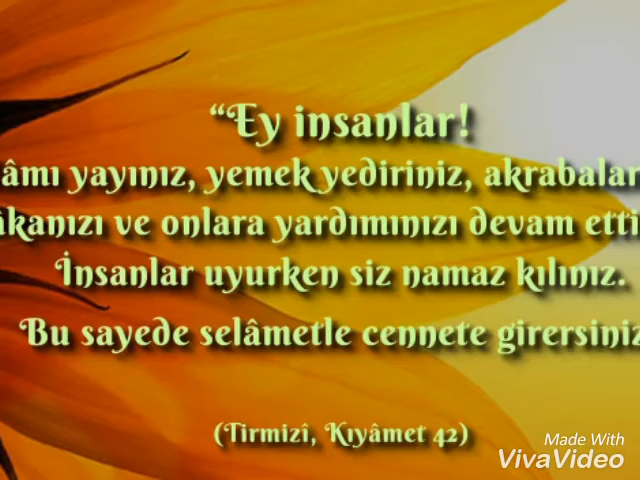 “Ey insanlar!
âmı yayınız, yemek yediriniz, akrabalar
âkanızı ve onlara yardımınızı devam etti
İnsanlar uyurken siz namaz kılınız.
Bu sayede selâmetle cennete girersiniz
(Tirmizî, Kıyâmet 42)
Made With
VivaVideo